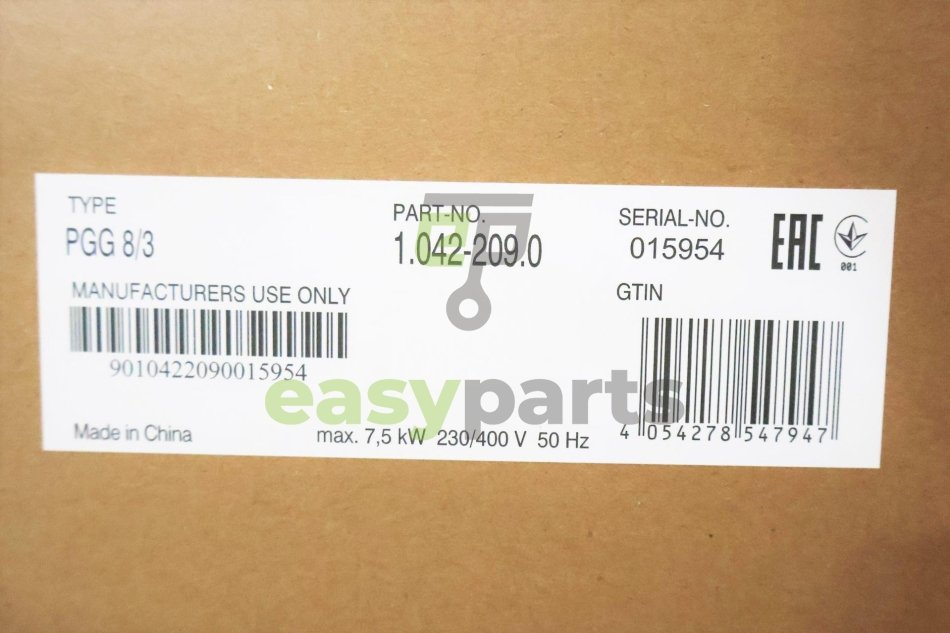 TYPE
PGG 8/3
PART-NO.
1.042-209.0
SERIAL-NO.
015954
EAC
001
MANUFACTURERS USE ONLY
9010422090015954
GTIN
4 054278 547947
Made in China
max. 7,5 kW 230/400 V 50 Hz
easyparts